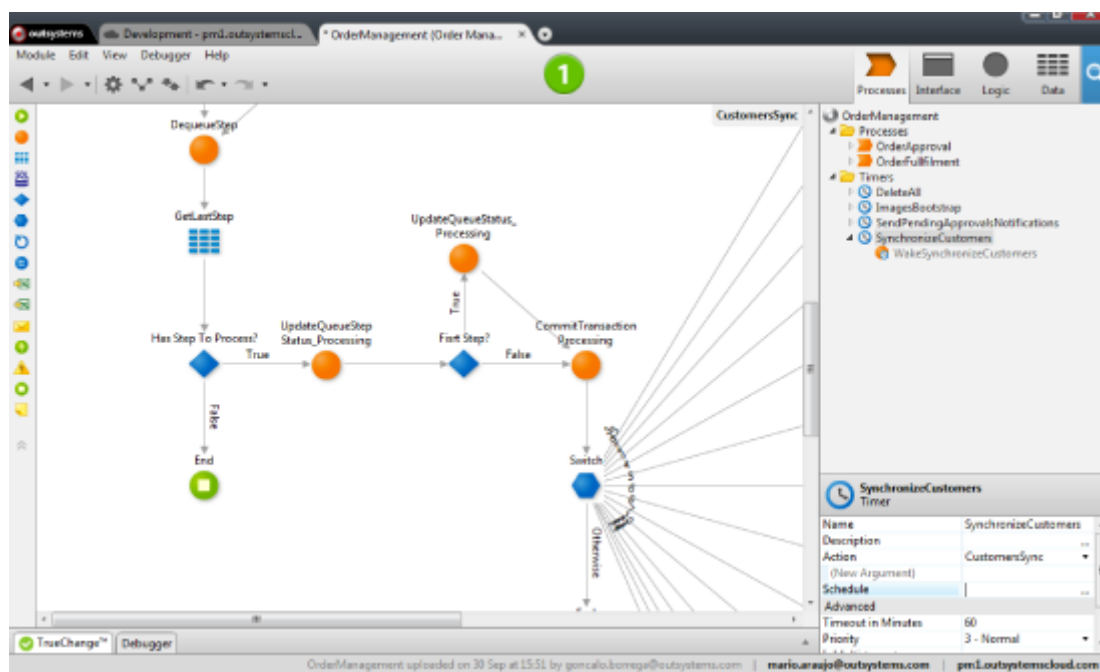 outsystems
Development - pm1.outsystemscl...
* OrderManagement (Order Mana...
Module Edit View Debugger Help
1
Processes Interface Logic Data
CustomersSync
DequeueStep
GetLastStep
UpdateQueueStatus_
Processing
True
Has Step To Process?
True
UpdateQueueStep
Status_Processing
First Step?
False
CommitTransaction
Processing
False
End
Switch
Otherwise
OrderManagement
Processes
OrderApproval
OrderFullfilment
Timers
DeleteAll
ImagesBootstrap
SendPendingApprovalsNotifications
SynchronizeCustomers
WakeSynchronizeCustomers
SynchronizeCustomers
Timer
Name SynchronizeCustomers
Description ...
Action CustomersSync
(New Argument)
Schedule ...
Advanced
Timeout in Minutes 60
Priority 3 - Normal
TrueChange™ Debugger
OrderManagement uploaded on 30 Sep at 15:51 by goncalo.borrega@outsystems.com | mario.araujo@outsystems.com | pm1.outsystemscloud.com